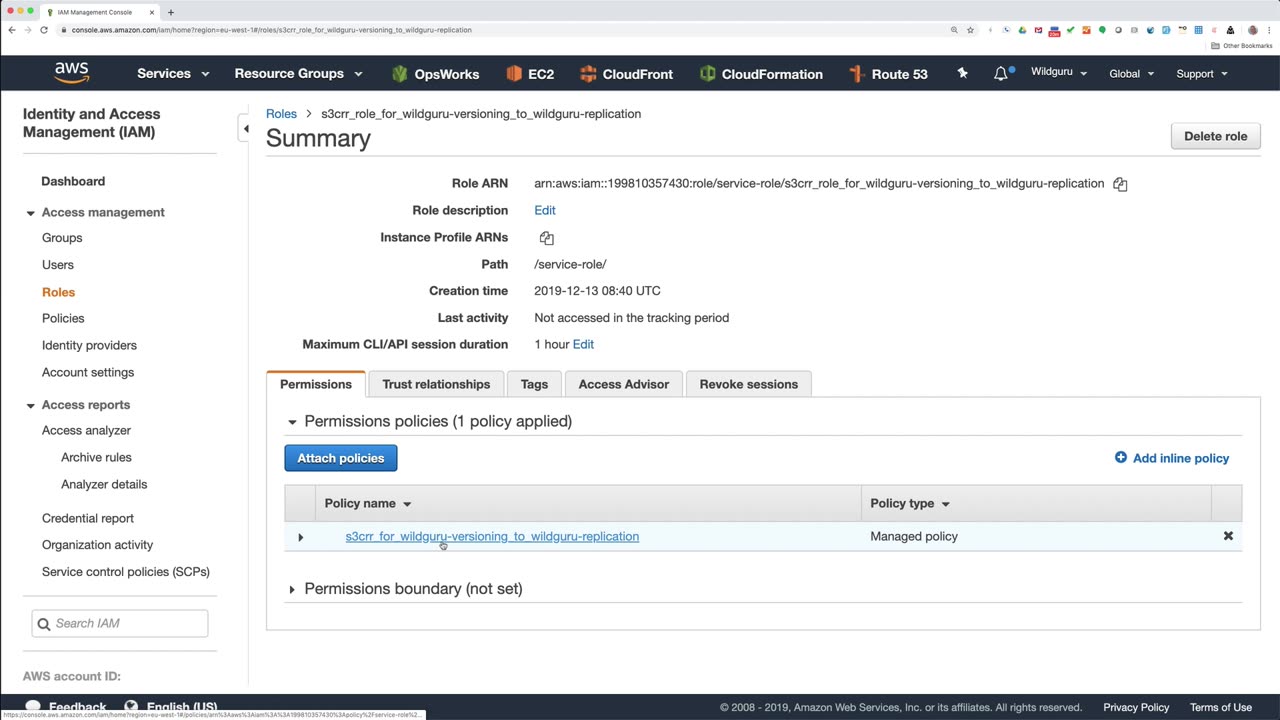 IAM Management Console
console.aws.amazon.com/iam/home?region=eu-west-1#/roles/s3crr_role_for_wildguru-versioning_to_wildguru-replication
Other Bookmarks
aws
Services
Resource Groups
OpsWorks
EC2
CloudFront
CloudFormation
Route 53
Wildguru
Global
Support
Identity and Access
Management (IAM)
Dashboard
Access management
Groups
Users
Roles
Policies
Identity providers
Account settings
Access reports
Access analyzer
Archive rules
Analyzer details
Credential report
Organization activity
Service control policies (SCPs)
Search IAM
AWS account ID:
Roles > s3crr_role_for_wildguru-versioning_to_wildguru-replication
Summary
Delete role
Role ARN arn:aws:iam::199810357430:role/service-role/s3crr_role_for_wildguru-versioning_to_wildguru-replication
Role description Edit
Instance Profile ARNs
Path /service-role/
Creation time 2019-12-13 08:40 UTC
Last activity Not accessed in the tracking period
Maximum CLI/API session duration 1 hour Edit
Permissions
Trust relationships
Tags
Access Advisor
Revoke sessions
Permissions policies (1 policy applied)
Attach policies
Add inline policy
Policy name
Policy type
s3crr_for_wildguru-versioning_to_wildguru-replication
Managed policy
Permissions boundary (not set)
Feedback
English (US)
© 2008 - 2019, Amazon Web Services, Inc. or its affiliates. All rights reserved.
Privacy Policy
Terms of Use
https://console.aws.amazon.com/iam/home?region=eu-west-1#/policies/arn%3Aaws%3Aiam%3A%3A199810357430%3Apolicy%2Fservice-role%2...